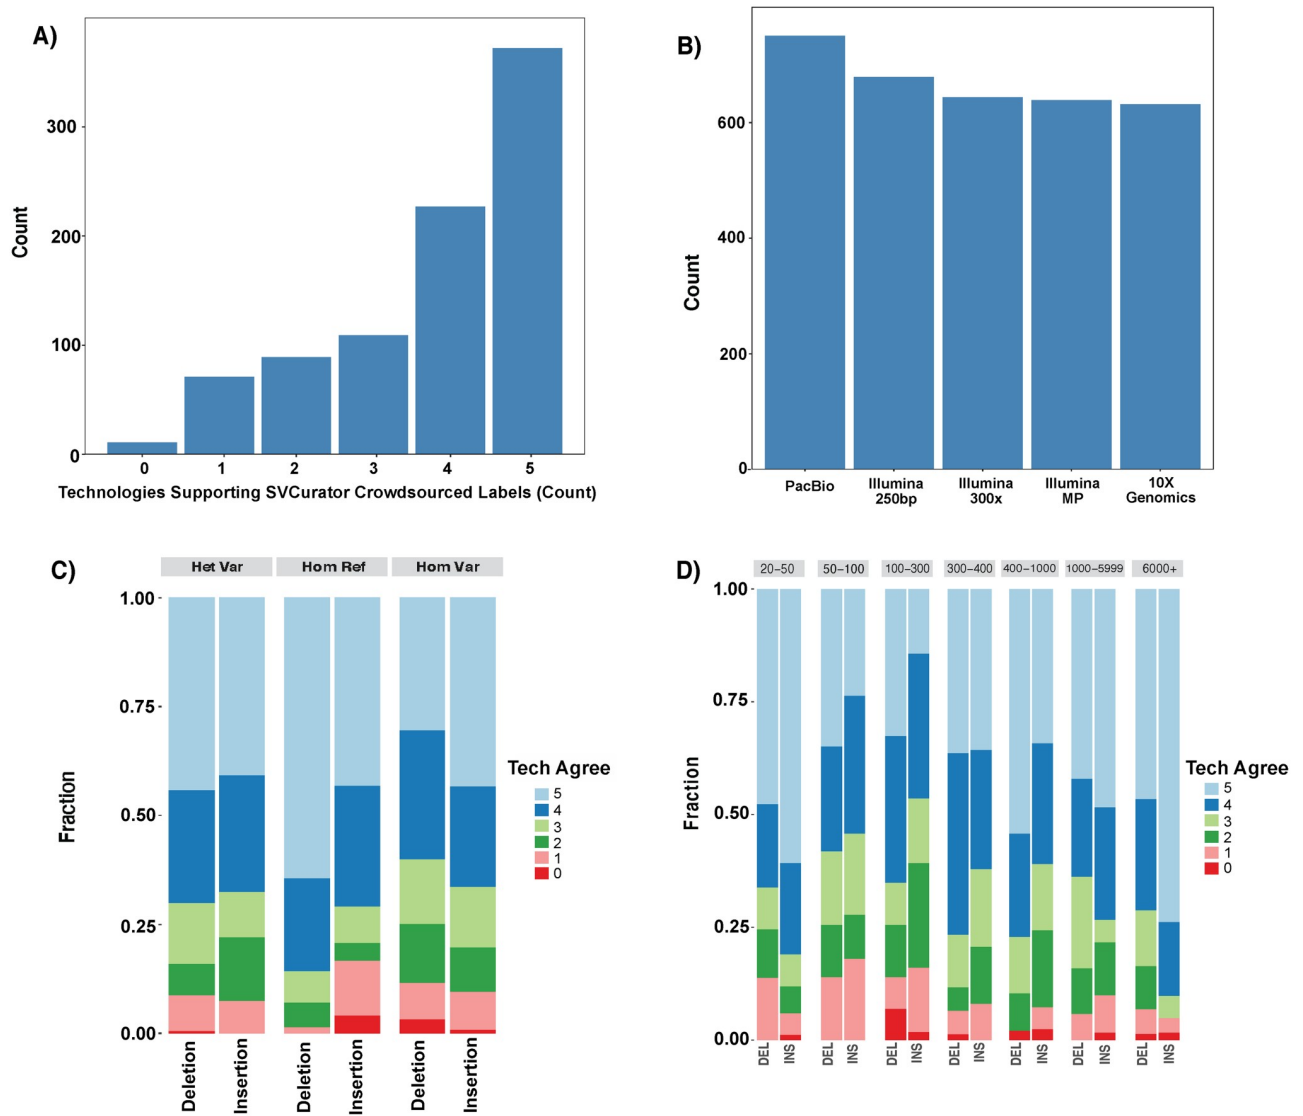 A)
Count
300
200
100
0
0 1 2 3 4 5
Technologies Supporting SVCurator Crowdsourced Labels (Count)
B)
Count
600
400
200
0
PacBio Illumina Illumina Illumina 10X
250bp 300x MP Genomics
C)
Het Var Hom Ref Hom Var
Fraction
1.00
0.75
0.50
0.25
0.00
Deletion Insertion Deletion Insertion Deletion Insertion
Tech Agree
5
4
3
2
1
0
D)
20–50 50–100 100–300 300–400 400–1000 1000–5999 6000+
Fraction
1.00
0.75
0.50
0.25
0.00
DEL INS DEL INS DEL INS DEL INS DEL INS DEL INS DEL INS
Tech Agree
5
4
3
2
1
0